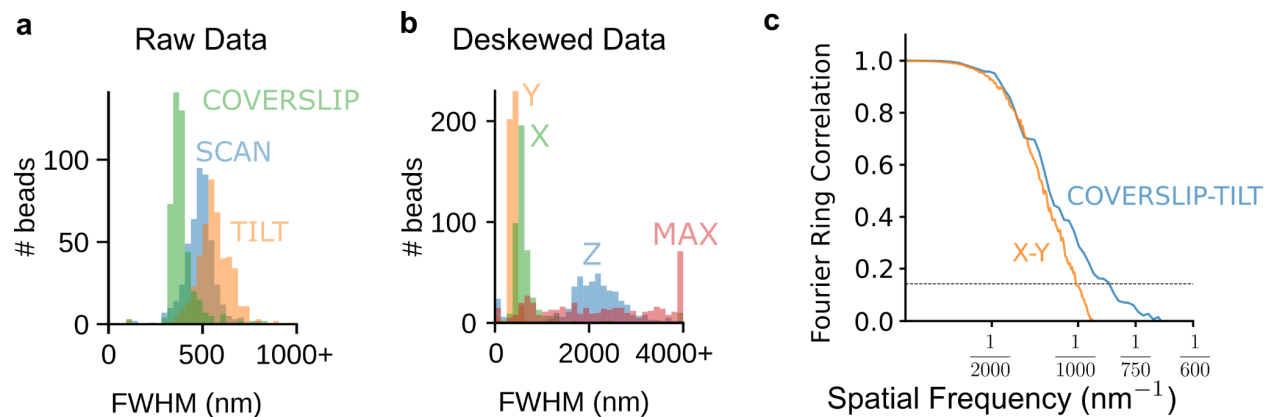 a
Raw Data
# beads
100
50
0
COVERSLIP
SCAN
TILT
0 500 1000+
FWHM (nm)
b
Deskewed Data
# beads
200
100
0
Y
X
Z
MAX
0 2000 4000+
FWHM (nm)
c
Fourier Ring Correlation
1.0
0.8
0.6
0.4
0.2
0.0
COVERSLIP-TILT
X-Y
1/2000 1/1000 1/750 1/600
Spatial Frequency (nm⁻¹)